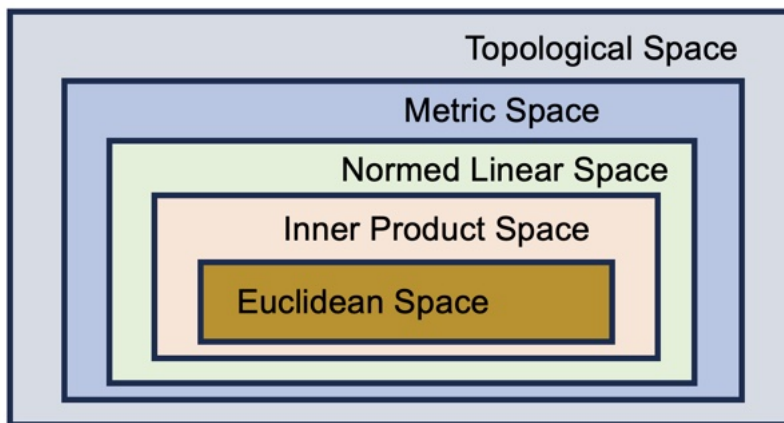 Topological Space
Metric Space
Normed Linear Space
Inner Product Space
Euclidean Space